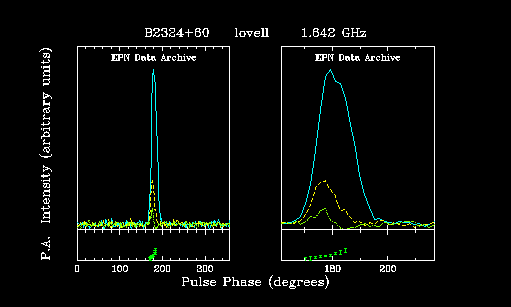 B2324+60 lovell 1.642 GHz
EPN Data Archive EPN Data Archive
P.A. Intensity (arbitrary units)
0 100 200 300 180 200
Pulse Phase (degrees)